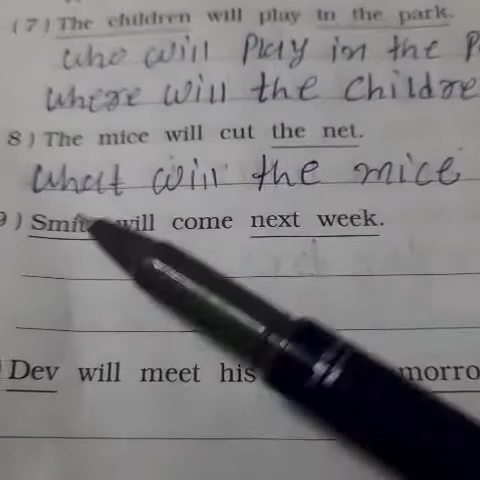 (7) The children will play in the park.
Who will Play in the
where will the childre
8) The mice will cut the net.
what will the mice
9) will come next week.
Dev will meet his